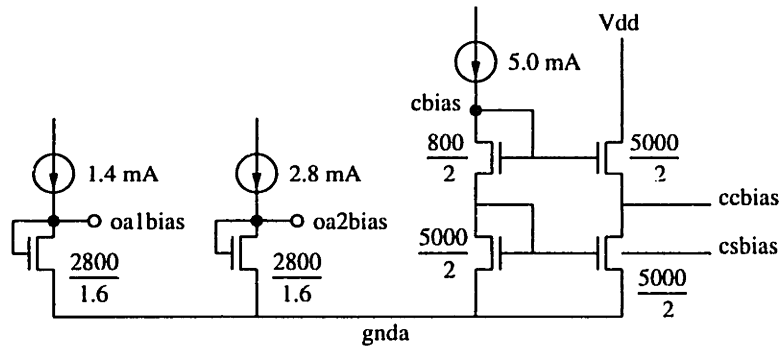 Vdd
5.0 mA
cbias
800
2
5000
2
1.4 mA
2.8 mA
ccbias
oa1bias
oa2bias
5000
2
csbias
2800
1.6
2800
1.6
5000
2
gnda